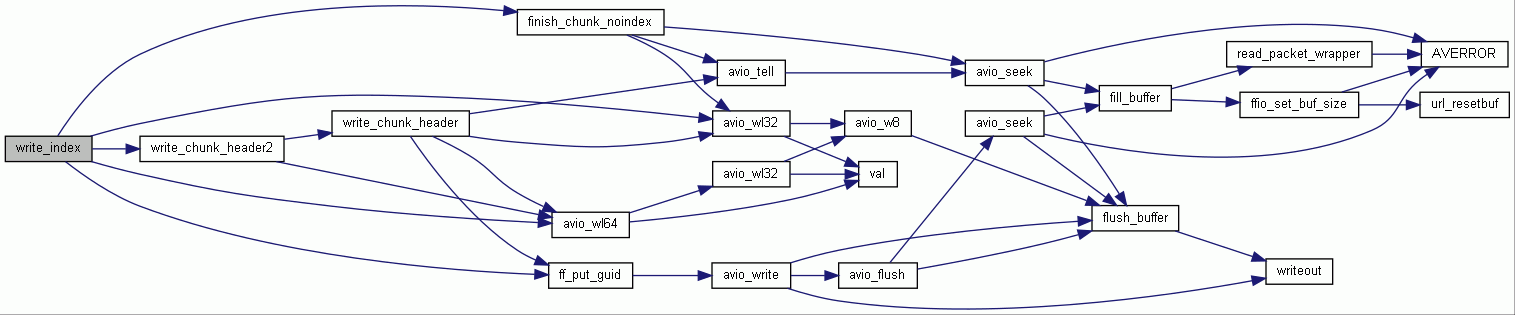 finish_chunk_noindex
read_packet_wrapper
AVERROR
avio_tell
avio_seek
fill_buffer
ffio_set_buf_size
url_resetbuf
write_index
write_chunk_header2
write_chunk_header
avio_wl32
avio_w8
avio_seek
avio_wl32
val
avio_wl64
flush_buffer
ff_put_guid
avio_write
avio_flush
writeout